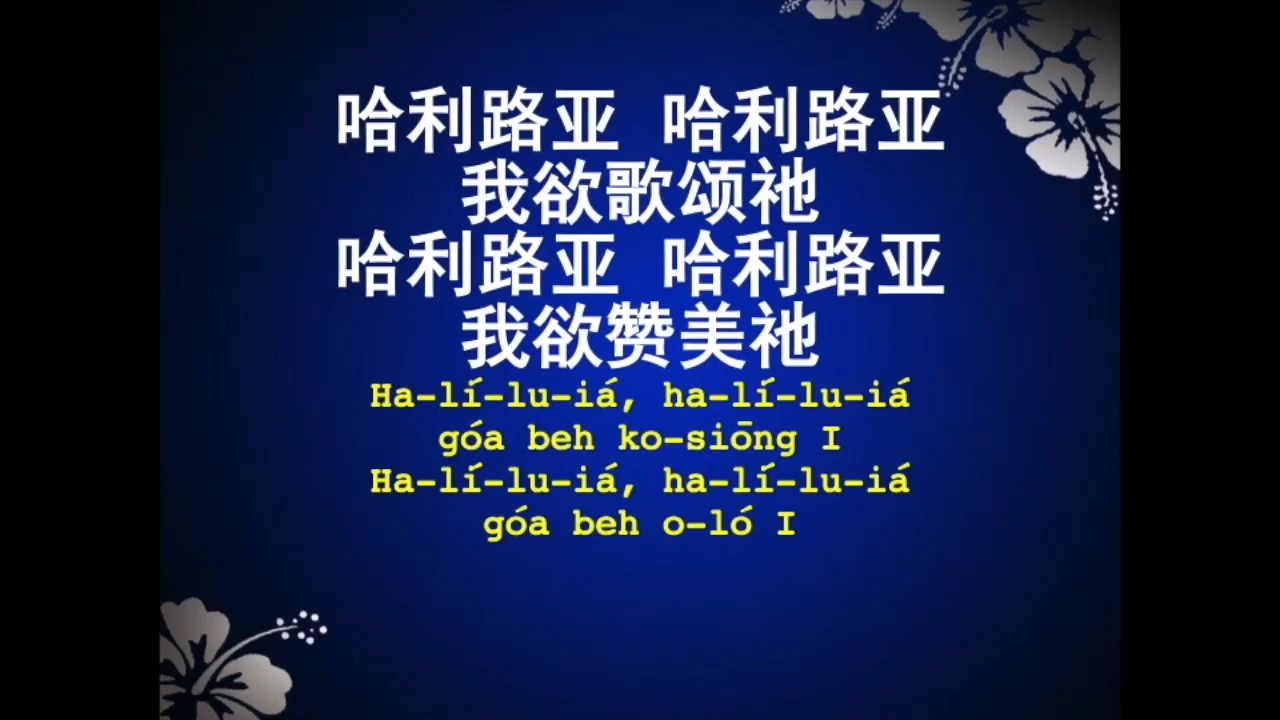 哈利路亚 哈利路亚
我欲歌颂祂
哈利路亚 哈利路亚
我欲赞美祂
Ha-lí-lu-iá, ha-lí-lu-iá
góa beh ko-siōng I
Ha-lí-lu-iá, ha-lí-lu-iá
góa beh o-ló I